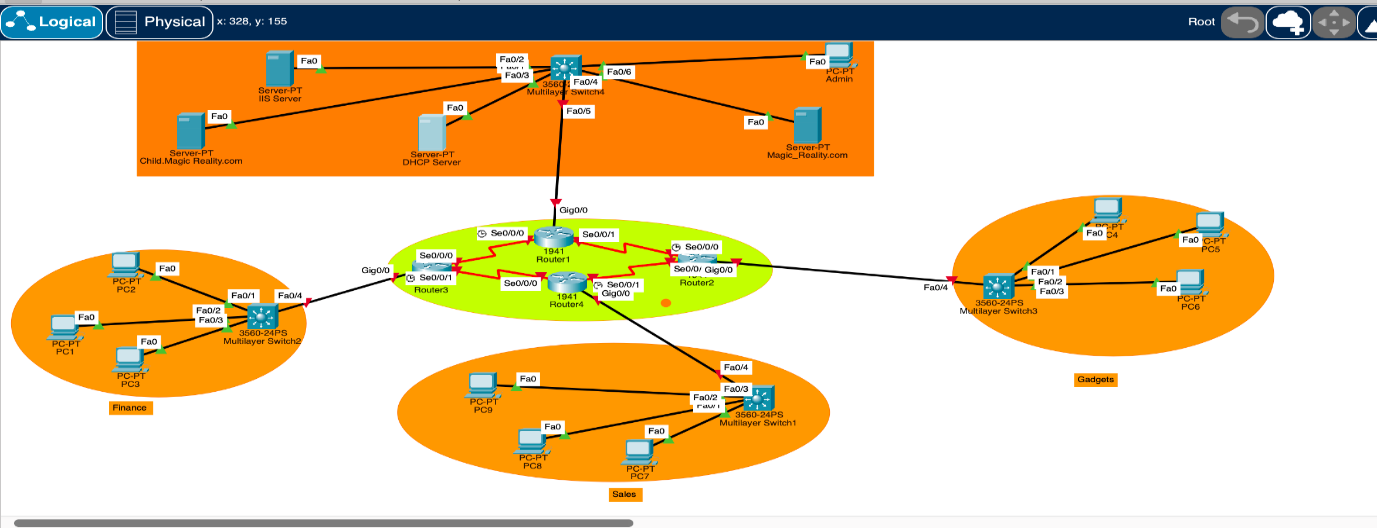 Logical
Physical
x: 328, y: 155
Root
Fa0
Server-PT
IIS Server
Fa0/2
Fa0/3
Fa0/4
Fa0/6
Multilayer Switch4
Fa0/5
Fa0
PC-PT
Admin
Fa0
Server-PT
Child.Magic Reality.com
Fa0
Server-PT
DHCP Server
Fa0
Server-PT
Magic_Reality.com
Gig0/0
Se0/0/0
Se0/0/1
1941
Router1
Se0/0/0
Se0/0/1
Router3
Gig0/0
Se0/0/0
Gig0/0
Router2
Se0/0/0
Se0/0/1
Gig0/0
1941
Router4
Fa0
PC-PT
PC2
Fa0
PC-PT
PC1
Fa0
PC-PT
PC3
Fa0/1
Fa0/2
Fa0/3
Fa0/4
3560-24PS
Multilayer Switch2
Finance
Fa0/4
Fa0/1
Fa0/2
Fa0/3
3560-24PS
Multilayer Switch3
Fa0
Fa0
PC5
Fa0
PC-PT
PC6
Gadgets
Fa0
PC-PT
PC9
Fa0
PC-PT
PC8
Fa0
PC-PT
PC7
Fa0/4
Fa0/3
Fa0/2
3560-24PS
Multilayer Switch1
Sales